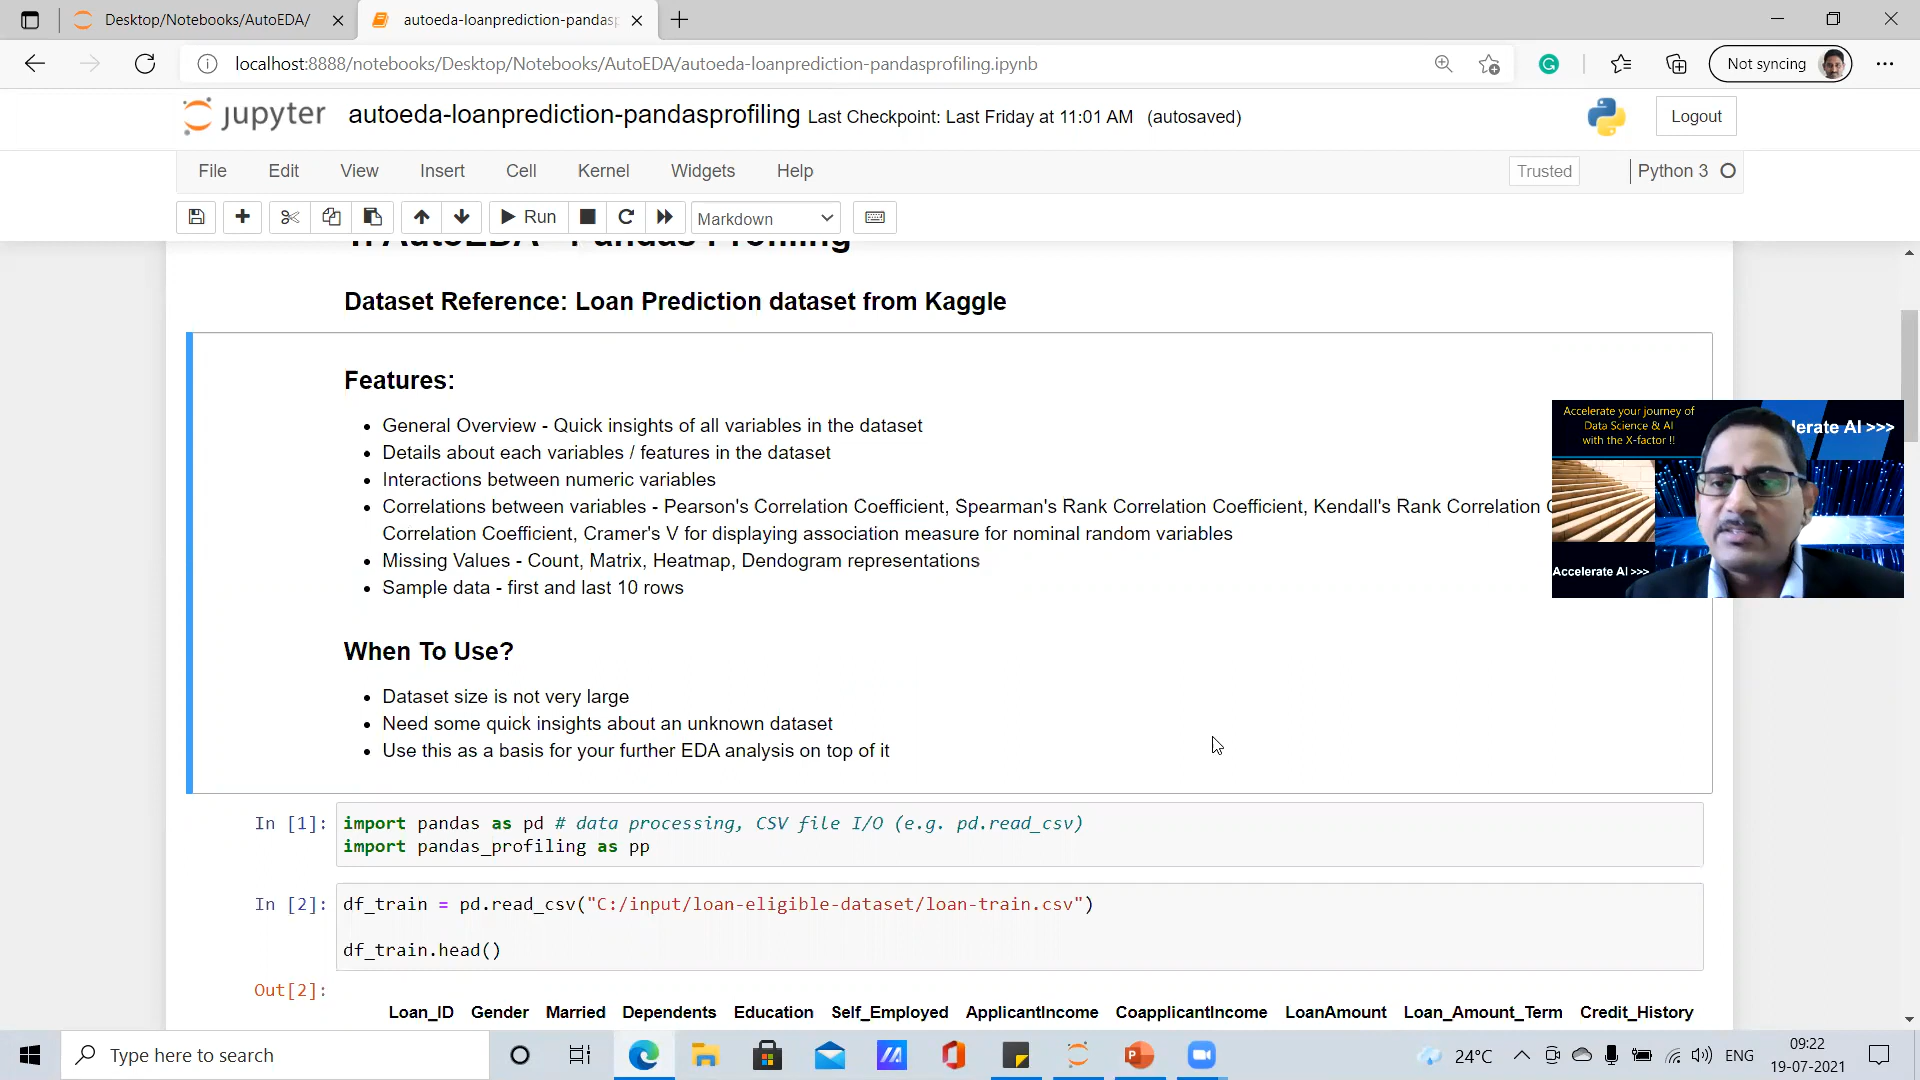 Desktop/Notebooks/AutoEDA/
autoeda-loanprediction-pandasp
localhost:8888/notebooks/Desktop/Notebooks/AutoEDA/autoeda-loanprediction-pandasprofiling.ipynb
Not syncing
jupyter autoeda-loanprediction-pandasprofiling Last Checkpoint: Last Friday at 11:01 AM (autosaved)
Logout
File Edit View Insert Cell Kernel Widgets Help
Trusted
Python 3
Run
Markdown
AutoEDA - Pandas Profiling
Dataset Reference: Loan Prediction dataset from Kaggle
Features:
• General Overview - Quick insights of all variables in the dataset
• Details about each variables / features in the dataset
• Interactions between numeric variables
• Correlations between variables - Pearson's Correlation Coefficient, Spearman's Rank Correlation Coefficient, Kendall's Rank Correlation
Correlation Coefficient, Cramer's V for displaying association measure for nominal random variables
• Missing Values - Count, Matrix, Heatmap, Dendogram representations
• Sample data - first and last 10 rows
Accelerate your journey of
Data Science & AI
with the X-factor !!
lerate AI >>>
Accelerate AI >>>
When To Use?
• Dataset size is not very large
• Need some quick insights about an unknown dataset
• Use this as a basis for your further EDA analysis on top of it
In [1]: import pandas as pd # data processing, CSV file I/O (e.g. pd.read_csv)
import pandas_profiling as pp
In [2]: df_train = pd.read_csv("C:/input/loan-eligible-dataset/loan-train.csv")
df_train.head()
Out[2]:
Loan_ID Gender Married Dependents Education Self_Employed ApplicantIncome CoapplicantIncome LoanAmount Loan_Amount_Term Credit_History
Type here to search
24°C
ENG
09:22
19-07-2021